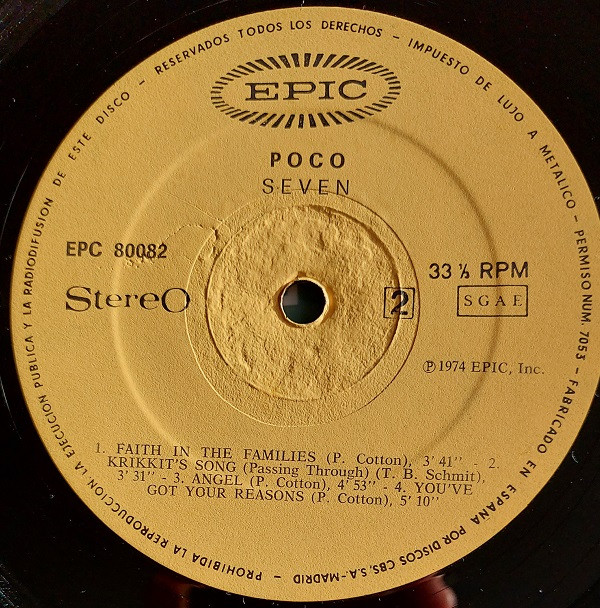 PROHIBIDA LA REPRODUCCION LA EJECUCION PUBLICA Y LA RADIODIFUSION DE ESTE DISCO - RESERVADOS TODOS LOS DERECHOS - IMPUESTO DE LUJO A METALICO - PERMISO NUM. 7053 - FABRICADO EN ESPANA POR DISCOS CBS, S.A.-MADRID -
EPIC
POCO
SEVEN
EPC 80082
33 ⅓ RPM
StereO
2
SGAE
Ⓟ1974 EPIC, Inc.
1. FAITH IN THE FAMILIES (P. Cotton), 3'41'' - 2.
KRIKKIT'S SONG (Passing Through) (T. B. Schmit),
3'31'' - 3. ANGEL (P. Cotton), 4'53'' - 4. YOU'VE
GOT YOUR REASONS (P. Cotton), 5'10''